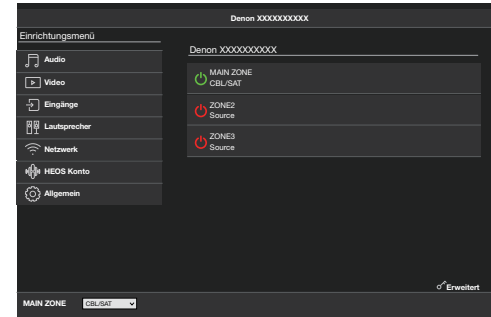 Denon XXXXXXXXXX
Einrichtungsmenü
Audio
Video
Eingänge
Lautsprecher
Netzwerk
HEOS Konto
Allgemein
Denon XXXXXXXXXX
MAIN ZONE
CBL/SAT
ZONE2
Source
ZONE3
Source
Erweitert
MAIN ZONE CBL/SAT